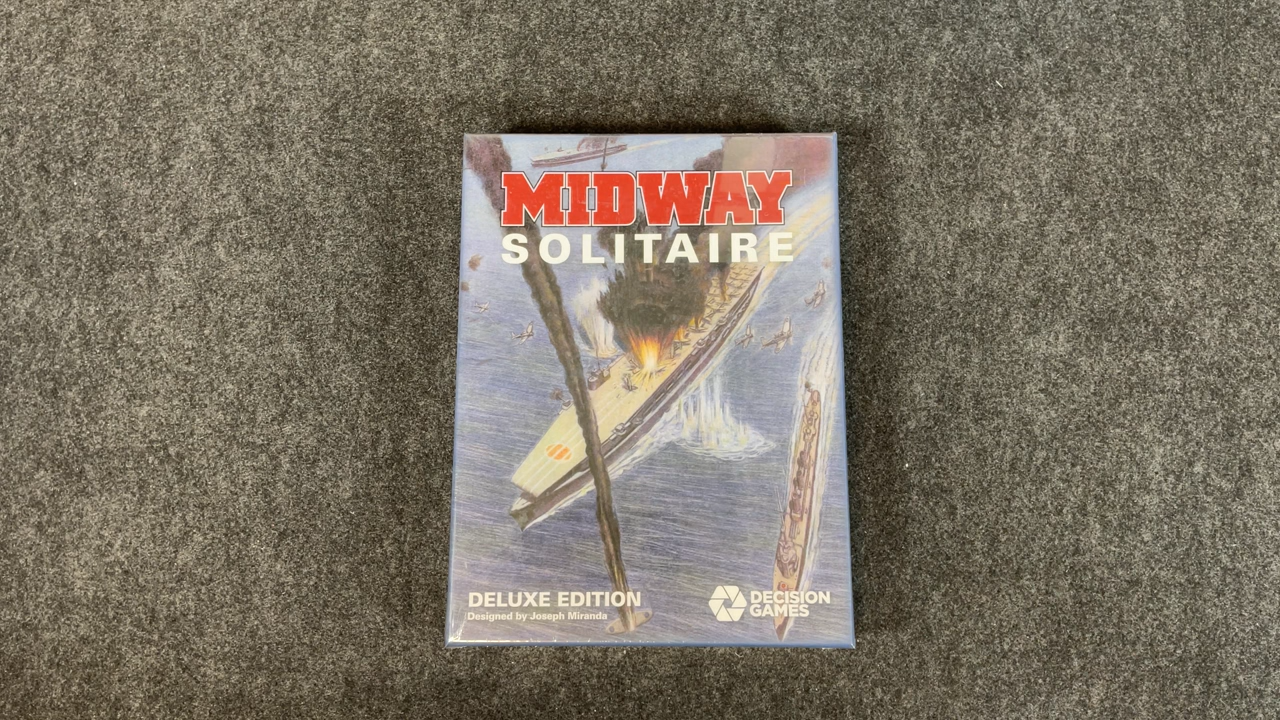 MIDWAY
SOLITAIRE
DELUXE EDITION
Designed by Joseph Miranda
DECISION
GAMES